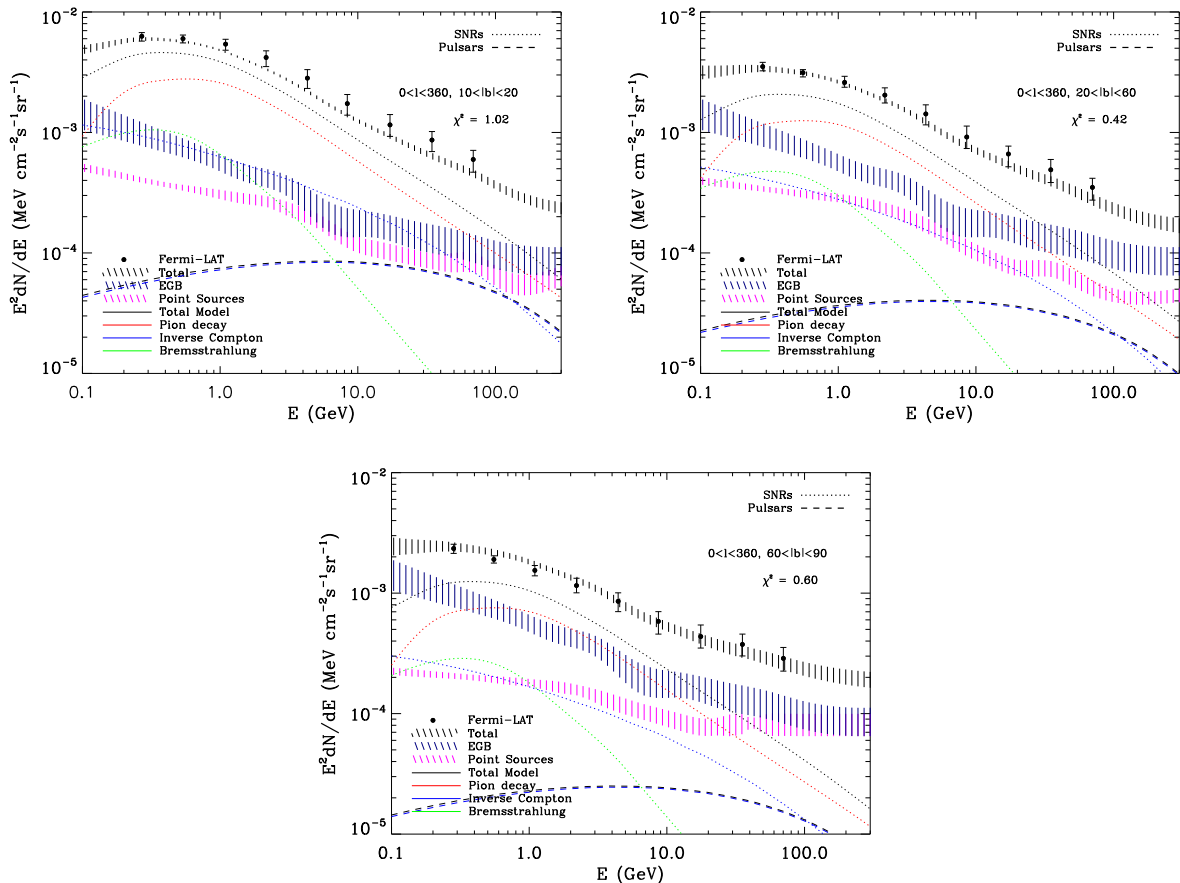 10⁻²
10⁻³
10⁻⁴
10⁻⁵
E²dN/dE (MeV cm⁻²s⁻¹sr⁻¹)
SNRs
Pulsars
0<l<360, 10<|b|<20
χ² = 1.02
Fermi-LAT
Total
EGB
Point Sources
Total Model
Pion decay
Inverse Compton
Bremsstrahlung
0.1 1.0 10.0 100.0
E (GeV)
10⁻²
10⁻³
10⁻⁴
10⁻⁵
E²dN/dE (MeV cm⁻²s⁻¹sr⁻¹)
SNRs
Pulsars
0<l<360, 20<|b|<60
χ² = 0.42
Fermi-LAT
Total
EGB
Point Sources
Total Model
Pion decay
Inverse Compton
Bremsstrahlung
0.1 1.0 10.0 100.0
E (GeV)
10⁻²
10⁻³
10⁻⁴
10⁻⁵
E²dN/dE (MeV cm⁻²s⁻¹sr⁻¹)
SNRs
Pulsars
0<l<360, 60<|b|<90
χ² = 0.60
Fermi-LAT
Total
EGB
Point Sources
Total Model
Pion decay
Inverse Compton
Bremsstrahlung
0.1 1.0 10.0 100.0
E (GeV)